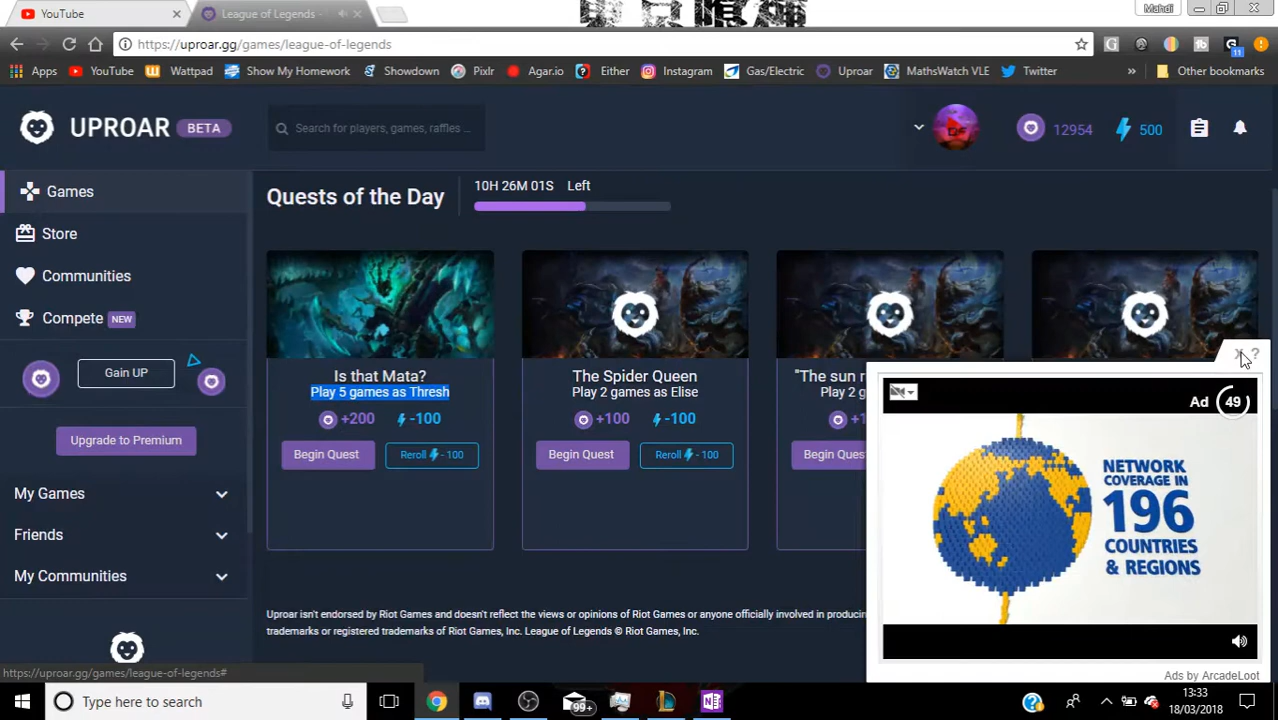 YouTube
League of Legends -
Mahdi
https://uproar.gg/games/league-of-legends
11
Apps
YouTube
Wattpad
Show My Homework
Showdown
Pixlr
Agar.io
Either
Instagram
Gas/Electric
Uproar
MathsWatch VLE
Twitter
»
Other bookmarks
UPROAR BETA
Search for players, games, raffles ...
12954
500
Games
Store
Communities
Compete NEW
Gain UP
Upgrade to Premium
My Games
Friends
My Communities
Quests of the Day
10H 26M 01S Left
Is that Mata?
Play 5 games as Thresh
+200 -100
Begin Quest
Reroll - 100
The Spider Queen
Play 2 games as Elise
+100 -100
Begin Quest
Reroll - 100
"The sun r
Play 2 g
Begin Ques
X ?
Ad 49
NETWORK
COVERAGE IN
196
COUNTRIES
& REGIONS
Ads by ArcadeLoot
Uproar isn't endorsed by Riot Games and doesn't reflect the views or opinions of Riot Games or anyone officially involved in producin
trademarks or registered trademarks of Riot Games, Inc. League of Legends © Riot Games, Inc.
https://uproar.gg/games/league-of-legends#
Type here to search
99+
13:33
18/03/2018